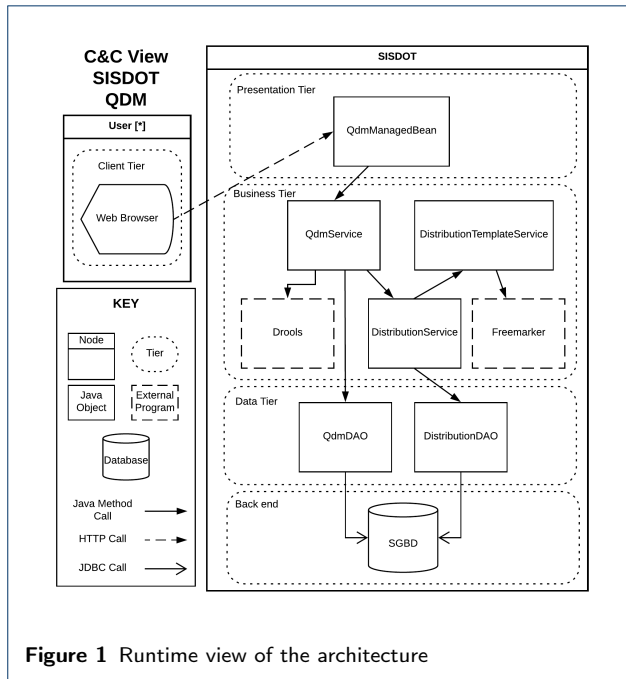 C&C View
SISDOT
QDM
User [*]
Client Tier
Web Browser
KEY
Node
Tier
Java
Object
External
Program
Database
Java Method
Call
HTTP Call
JDBC Call
SISDOT
Presentation Tier
QdmManagedBean
Business Tier
QdmService
DistributionTemplateService
Drools
DistributionService
Freemarker
Data Tier
QdmDAO
DistributionDAO
Back end
SGBD
Figure 1 Runtime view of the architecture